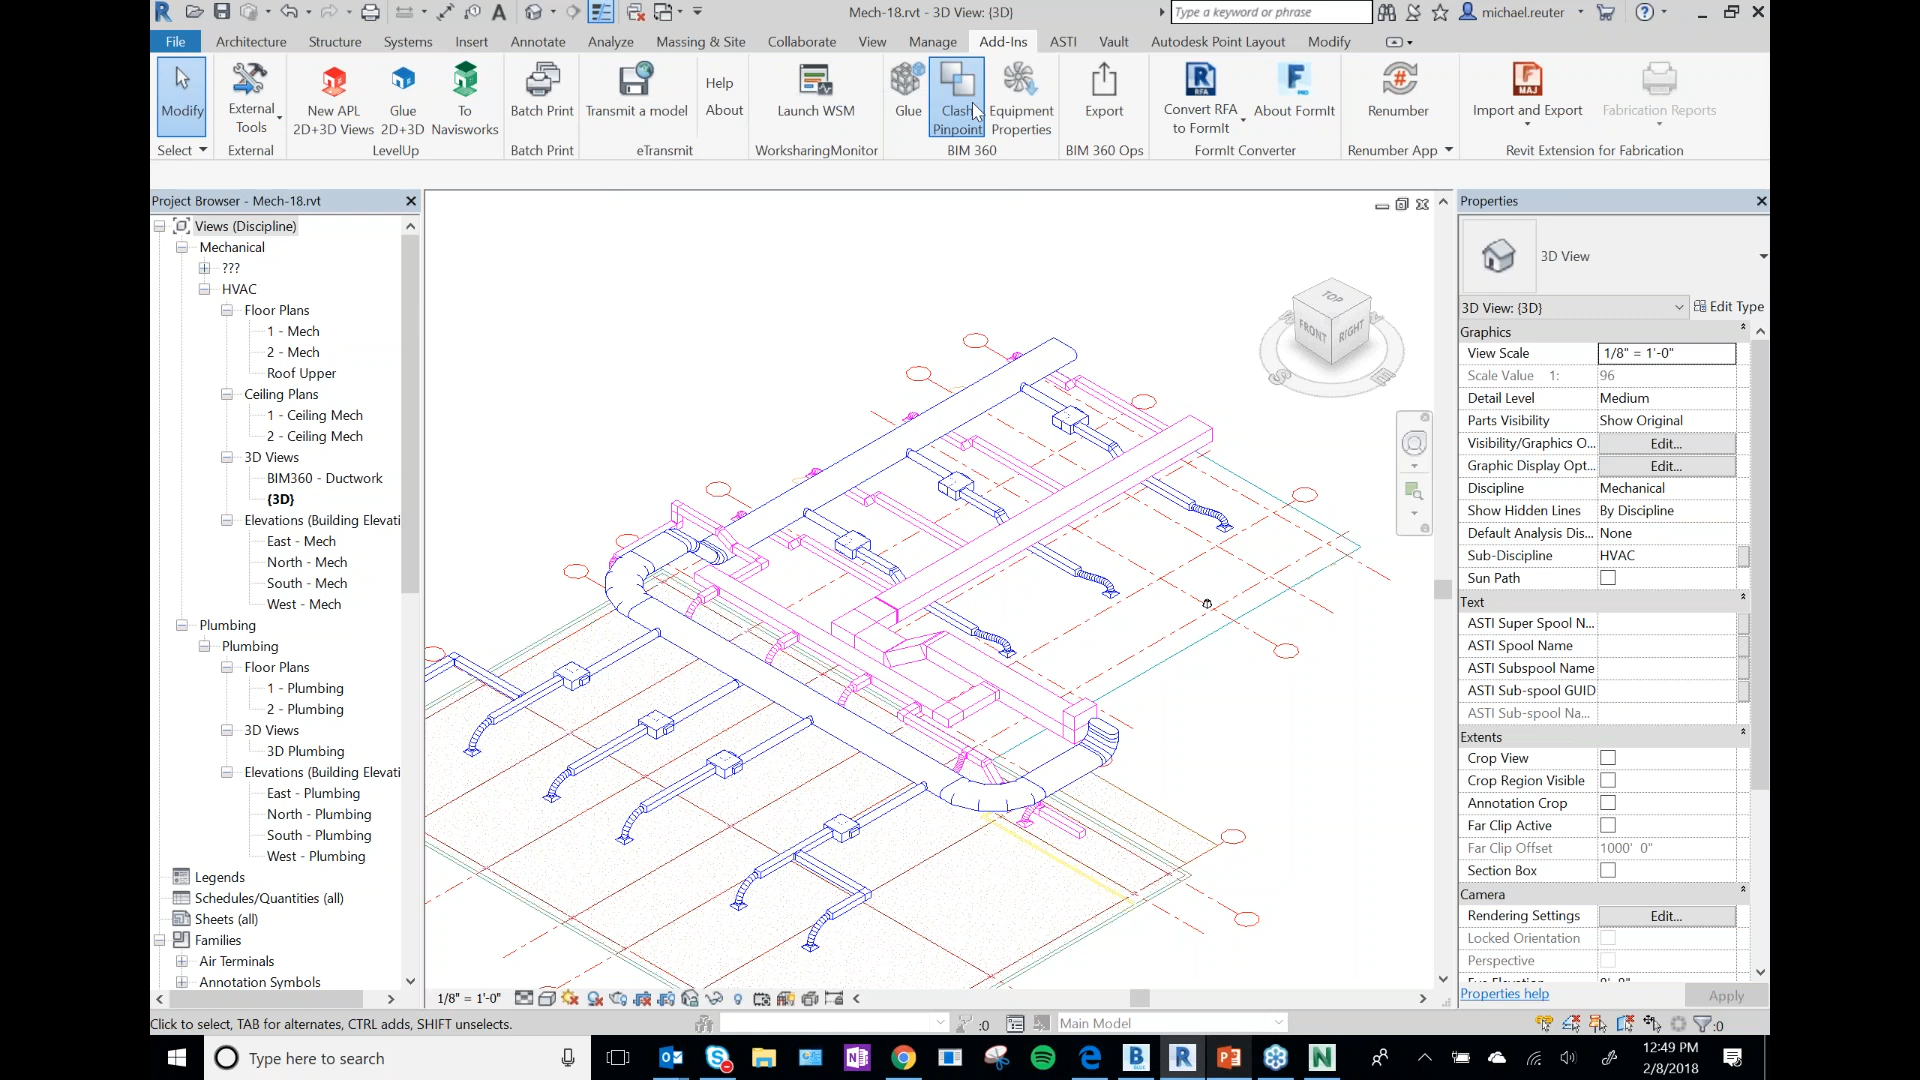 Mech-18.rvt - 3D View: {3D}
Type a keyword or phrase
michael.reuter
File Architecture Structure Systems Insert Annotate Analyze Massing & Site Collaborate View Manage Add-Ins ASTI Vault Autodesk Point Layout Modify
Modify
Select
External
Tools
External
New APL
2D+3D Views
Glue
2D+3D
To
Navisworks
LevelUp
Batch Print
Batch Print
Transmit a model
Help
About
eTransmit
Launch WSM
WorksharingMonitor
Glue
Clash
Pinpoint
Equipment
Properties
BIM 360
Export
BIM 360 Ops
Convert RFA
to FormIt
About FormIt
FormIt Converter
Renumber
Renumber App
Import and Export
Fabrication Reports
Revit Extension for Fabrication
Project Browser - Mech-18.rvt
Views (Discipline)
Mechanical
???
HVAC
Floor Plans
1 - Mech
2 - Mech
Roof Upper
Ceiling Plans
1 - Ceiling Mech
2 - Ceiling Mech
3D Views
BIM360 - Ductwork
{3D}
Elevations (Building Elevati
East - Mech
North - Mech
South - Mech
West - Mech
Plumbing
Plumbing
Floor Plans
1 - Plumbing
2 - Plumbing
3D Views
3D Plumbing
Elevations (Building Elevati
East - Plumbing
North - Plumbing
South - Plumbing
West - Plumbing
Legends
Schedules/Quantities (all)
Sheets (all)
Families
Air Terminals
Annotation Symbols
TOP
FRONT
RIGHT
Properties
3D View
3D View: {3D}
Edit Type
Graphics
View Scale 1/8" = 1'-0"
Scale Value 1: 96
Detail Level Medium
Parts Visibility Show Original
Visibility/Graphics O... Edit...
Graphic Display Opt... Edit...
Discipline Mechanical
Show Hidden Lines By Discipline
Default Analysis Dis... None
Sub-Discipline HVAC
Sun Path
Text
ASTI Super Spool N...
ASTI Spool Name
ASTI Subspool Name
ASTI Sub-spool GUID
ASTI Sub-spool Na...
Extents
Crop View
Crop Region Visible
Annotation Crop
Far Clip Active
Far Clip Offset 1000' 0"
Section Box
Camera
Rendering Settings Edit...
Locked Orientation
Perspective
Properties help
Apply
1/8" = 1'-0"
Click to select, TAB for alternates, CTRL adds, SHIFT unselects.
:0
Main Model
:0
Type here to search
12:49 PM
2/8/2018